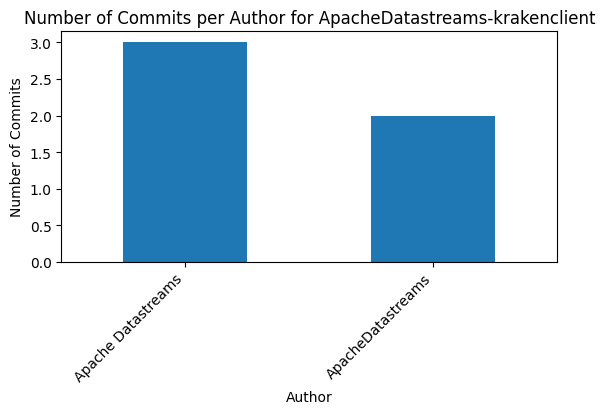 Number of Commits per Author for ApacheDatastreams-krakenclient
3.0
2.5
2.0
1.5
1.0
0.5
0.0
Number of Commits
Apache Datastreams
ApacheDatastreams
Author